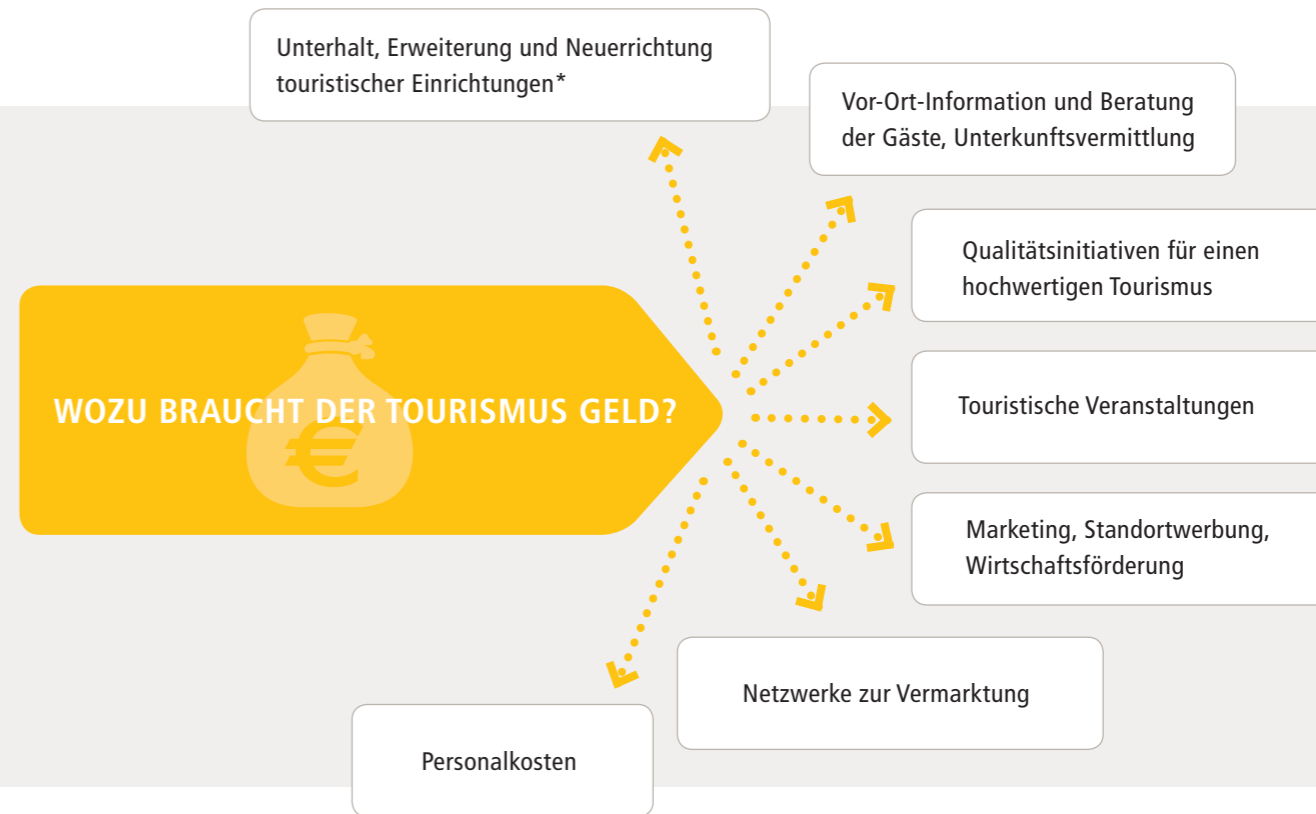 Unterhalt, Erweiterung und Neuerrichtung
touristischer Einrichtungen*
Vor-Ort-Information und Beratung
der Gäste, Unterkunftsvermittlung
Qualitätsinitiativen für einen
hochwertigen Tourismus
WOZU BRAUCHT DER TOURISMUS GELD?
€
Touristische Veranstaltungen
Marketing, Standortwerbung,
Wirtschaftsförderung
Netzwerke zur Vermarktung
Personalkosten